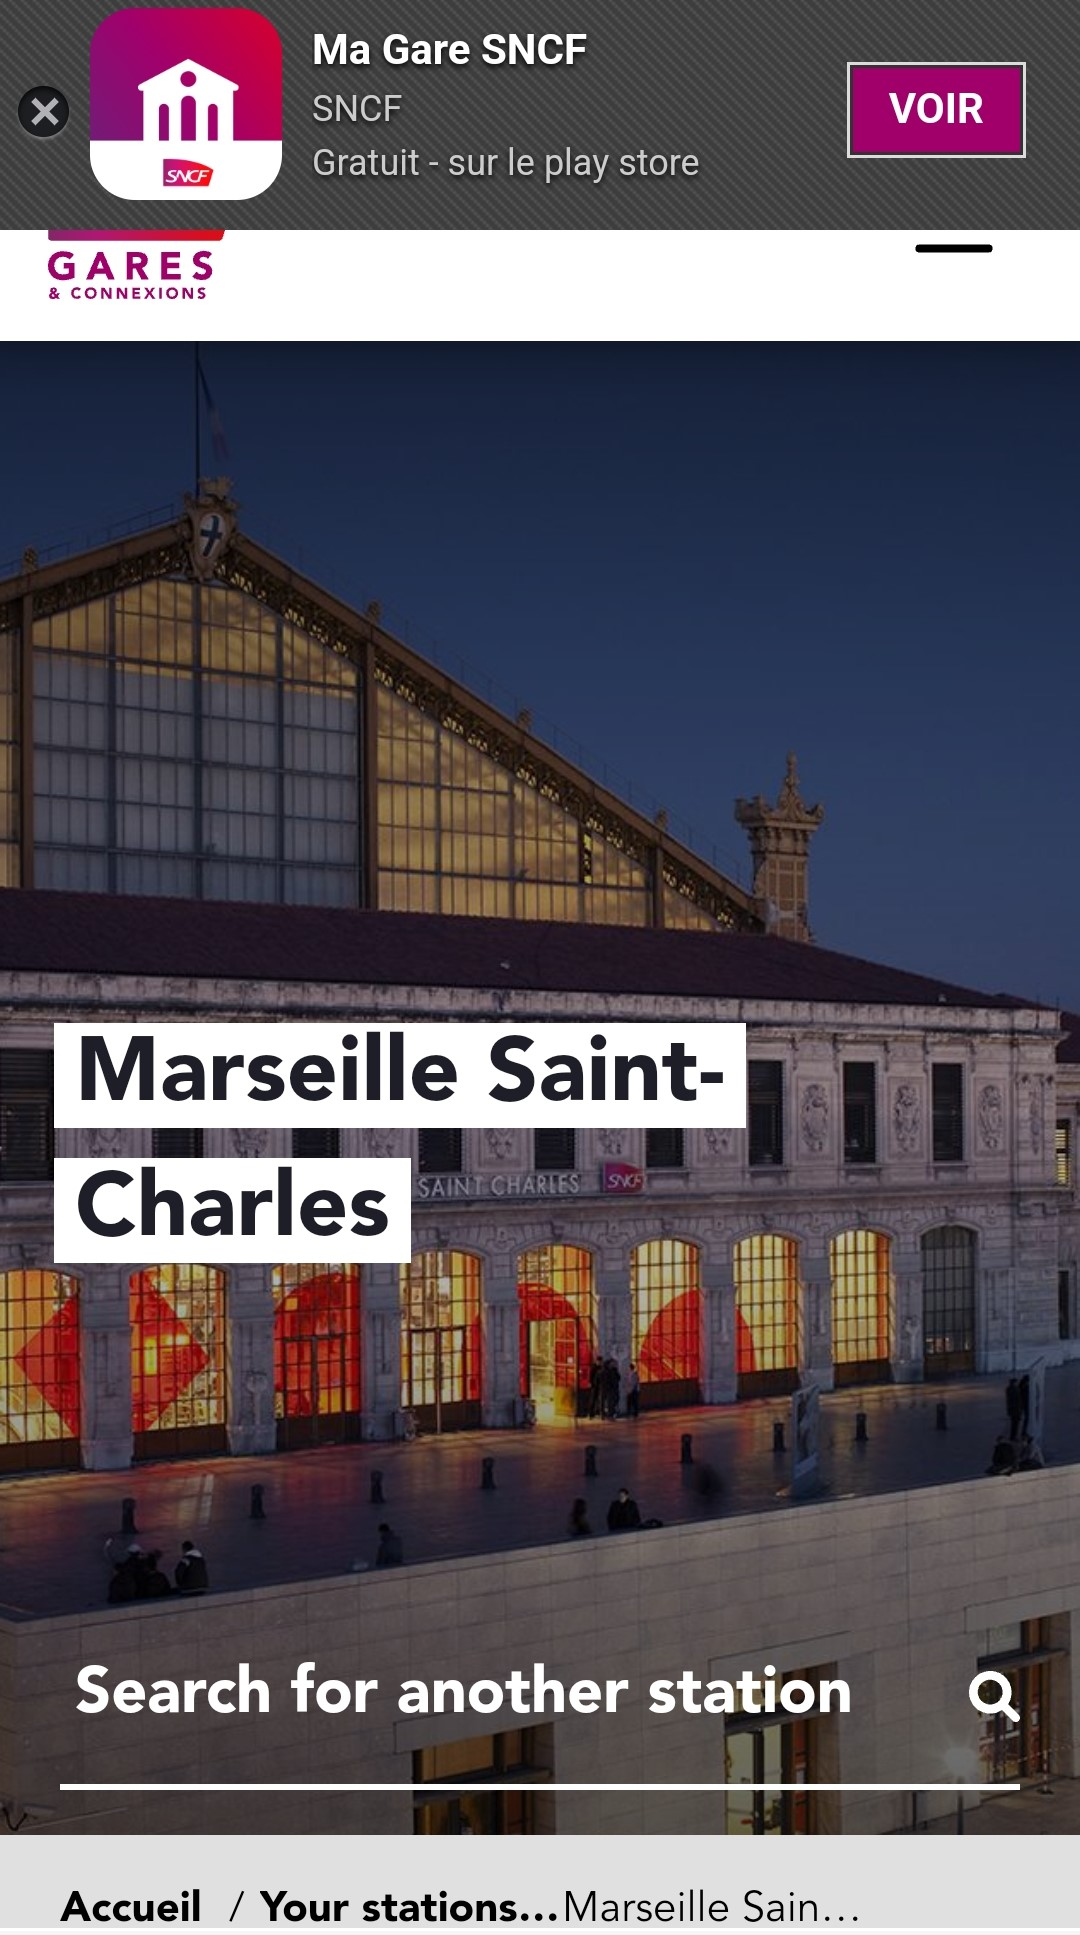 Ma Gare SNCF
SNCF
Gratuit - sur le play store
VOIR
SNCF
GARES
& CONNEXIONS
Marseille Saint-
Charles
SAINT CHARLES SNCF
Search for another station
Accueil / Your stations...Marseille Sain...